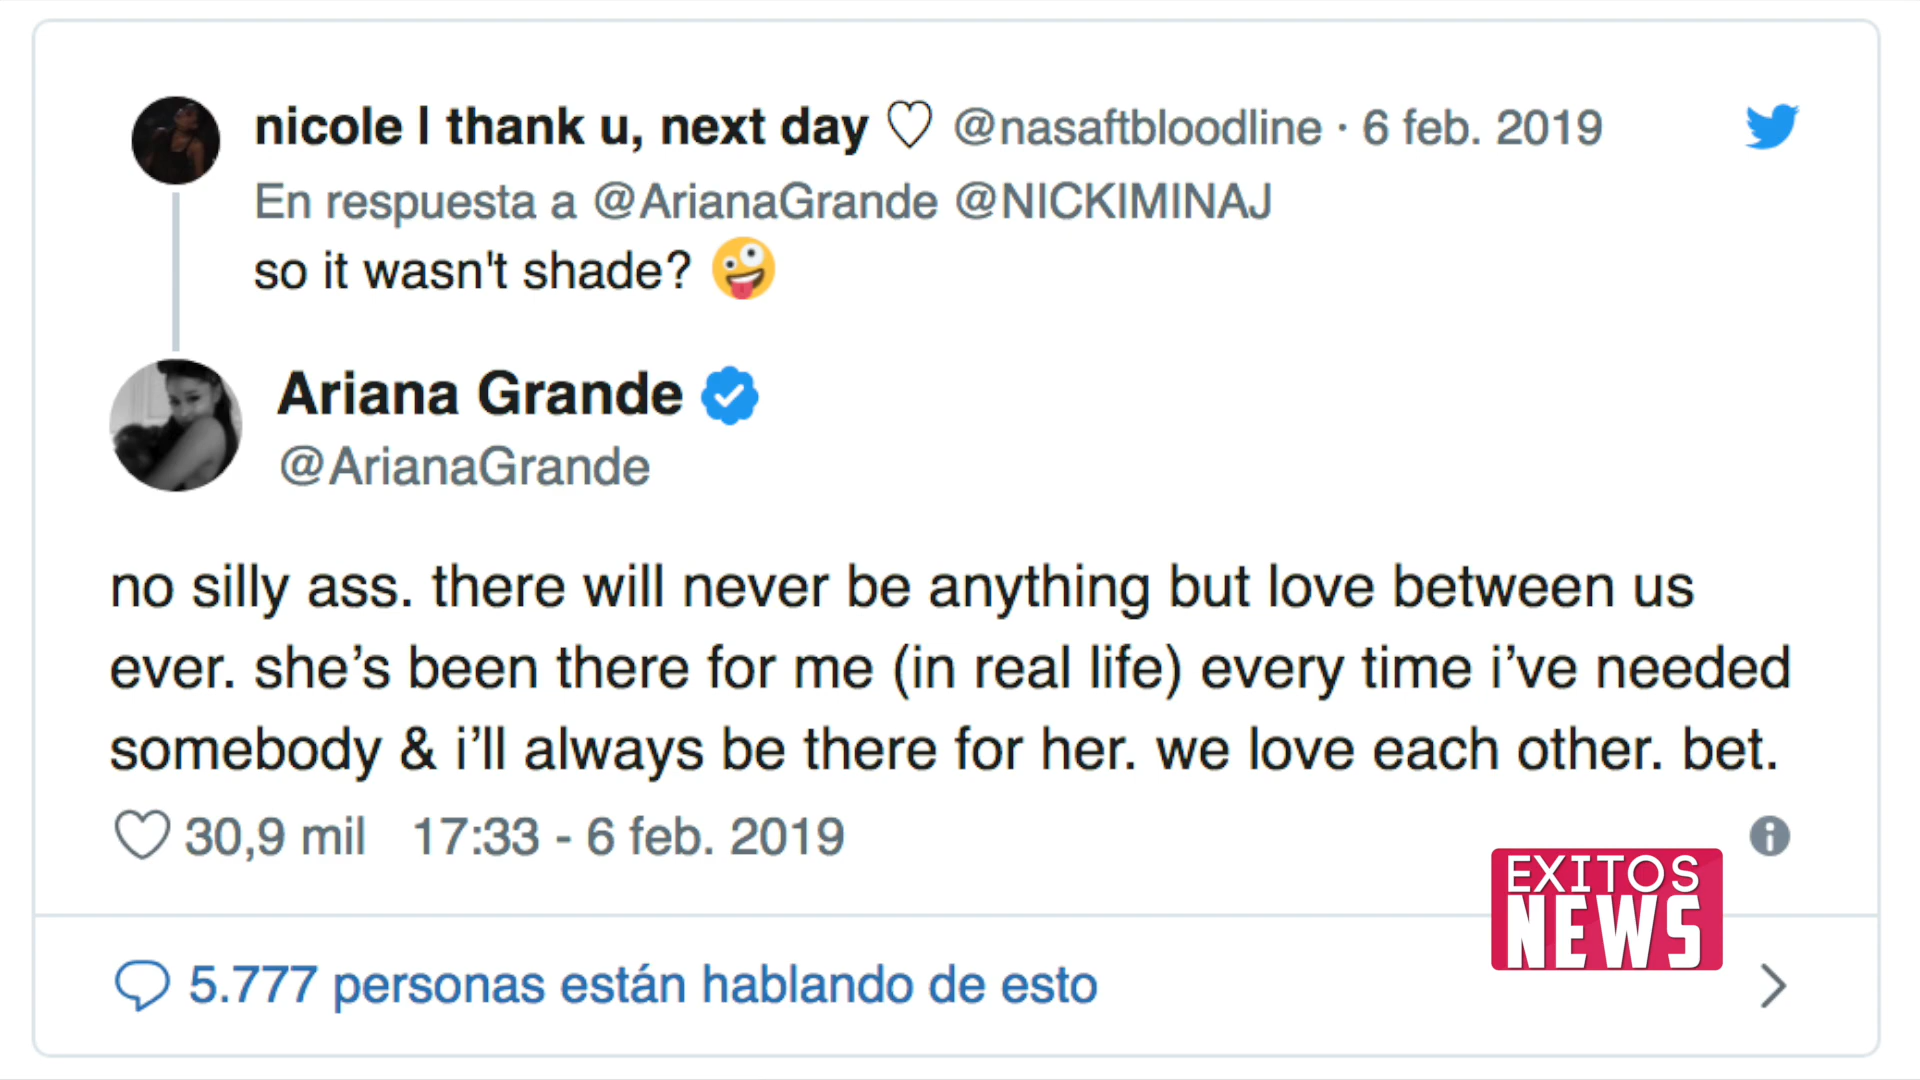 nicole I thank u, next day ♡ @nasaftbloodline · 6 feb. 2019
En respuesta a @ArianaGrande @NICKIMINAJ
so it wasn't shade? 🤪
Ariana Grande
@ArianaGrande
no silly ass. there will never be anything but love between us
ever. she’s been there for me (in real life) every time i’ve needed
somebody & i’ll always be there for her. we love each other. bet.
30,9 mil 17:33 - 6 feb. 2019
EXITOS
NEWS
5.777 personas están hablando de esto